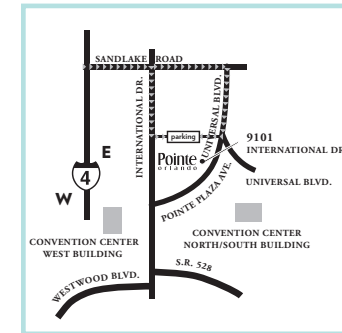 SANDLAKE ROAD
INTERNATIONAL DR.
UNIVERSAL BLVD.
parking
9101
INTERNATIONAL DR
Pointe
orlando
E
4
W
POINTE PLAZA AVE.
UNIVERSAL BLVD.
CONVENTION CENTER
WEST BUILDING
CONVENTION CENTER
NORTH/SOUTH BUILDING
S.R. 528
WESTWOOD BLVD.